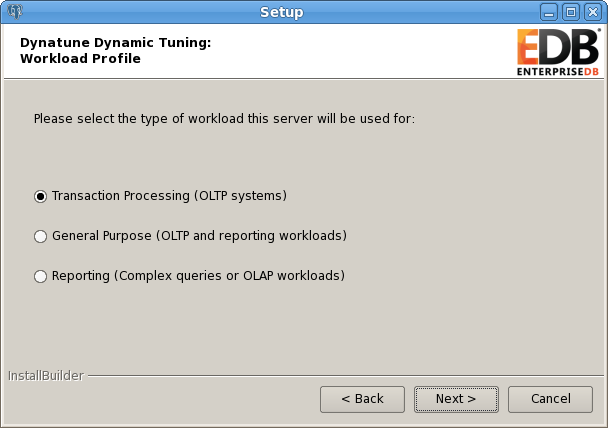 Setup
Dynatune Dynamic Tuning:
Workload Profile
EDB
ENTERPRISEDB
Please select the type of workload this server will be used for:
Transaction Processing (OLTP systems)
General Purpose (OLTP and reporting workloads)
Reporting (Complex queries or OLAP workloads)
InstallBuilder
< Back
Next >
Cancel